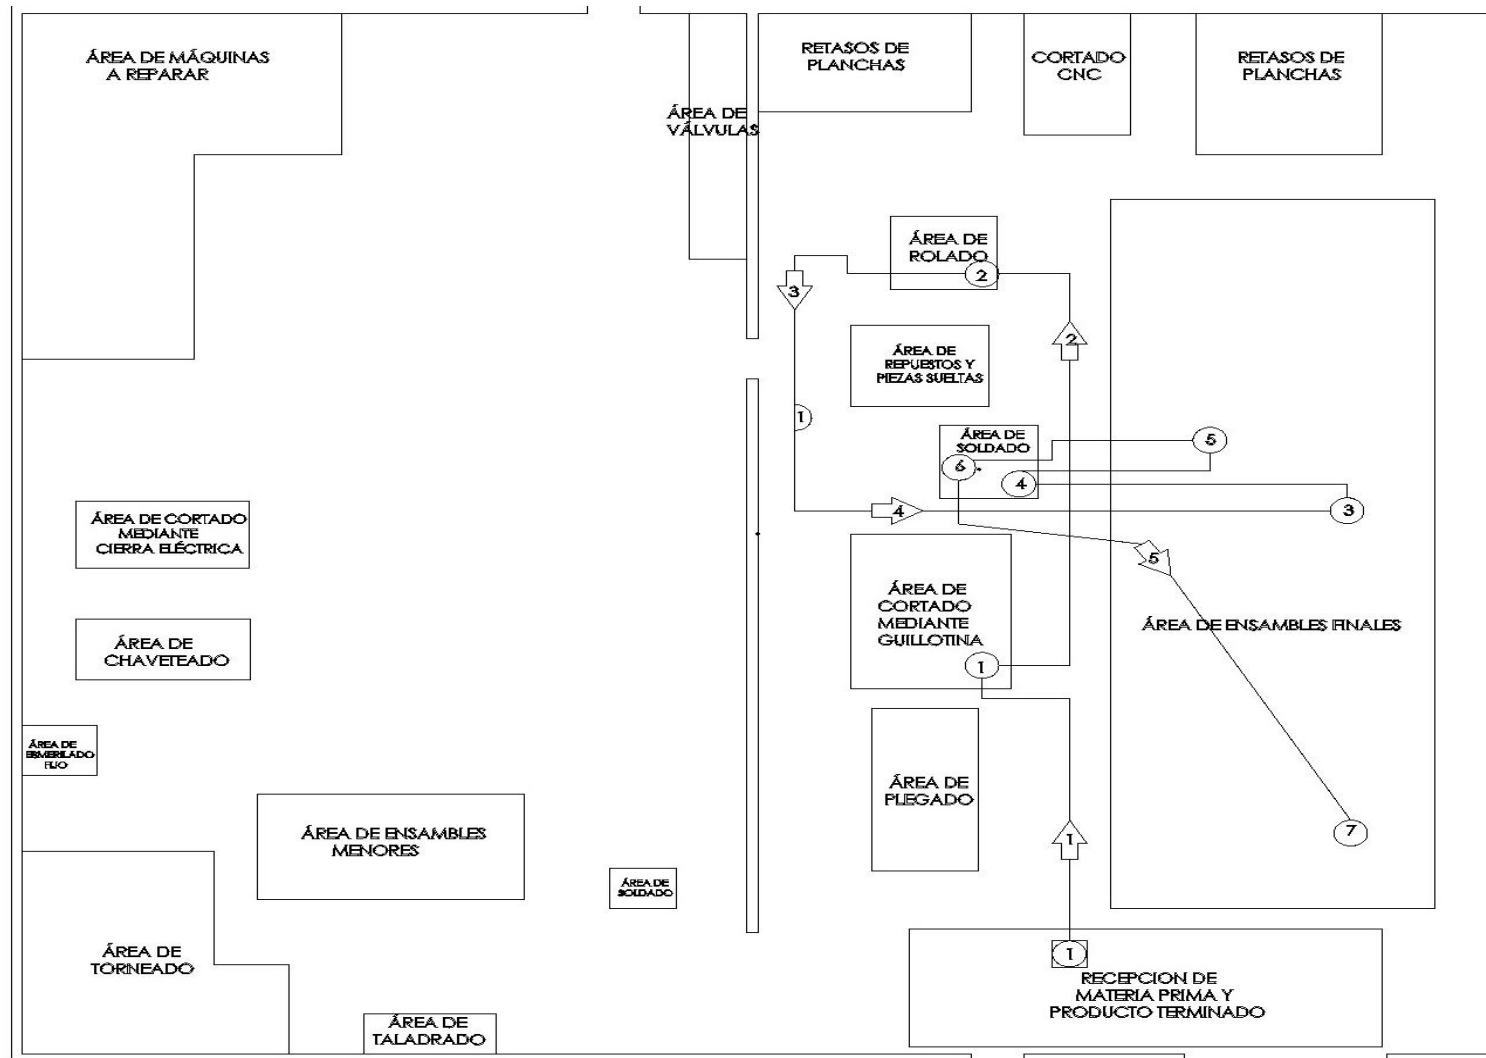 ÁREA DE MÁQUINAS
A REPARAR
ÁREA DE
VÁLVULAS
RETASOS DE
PLANCHAS
CORTADO
CNC
RETASOS DE
PLANCHAS
ÁREA DE
ROLADO
2
3
2
ÁREA DE
REPUESTOS Y
PIEZAS SUELTAS
1
ÁREA DE
SOLDADO
6
4
5
3
4
5
ÁREA DE CORTADO
MEDIANTE
CIERRA ELÉCTRICA
ÁREA DE
CORTADO
MEDIANTE
GUILLOTINA
1
ÁREA DE ENSAMBLES FINALES
ÁREA DE
CHAVETEADO
ÁREA DE
ESMERILADO
FIJO
ÁREA DE
PLEGADO
1
7
ÁREA DE ENSAMBLES
MENORES
ÁREA DE
SOLDADO
ÁREA DE
TORNEADO
1
RECEPCION DE
MATERIA PRIMA Y
PRODUCTO TERMINADO
ÁREA DE
TALADRADO